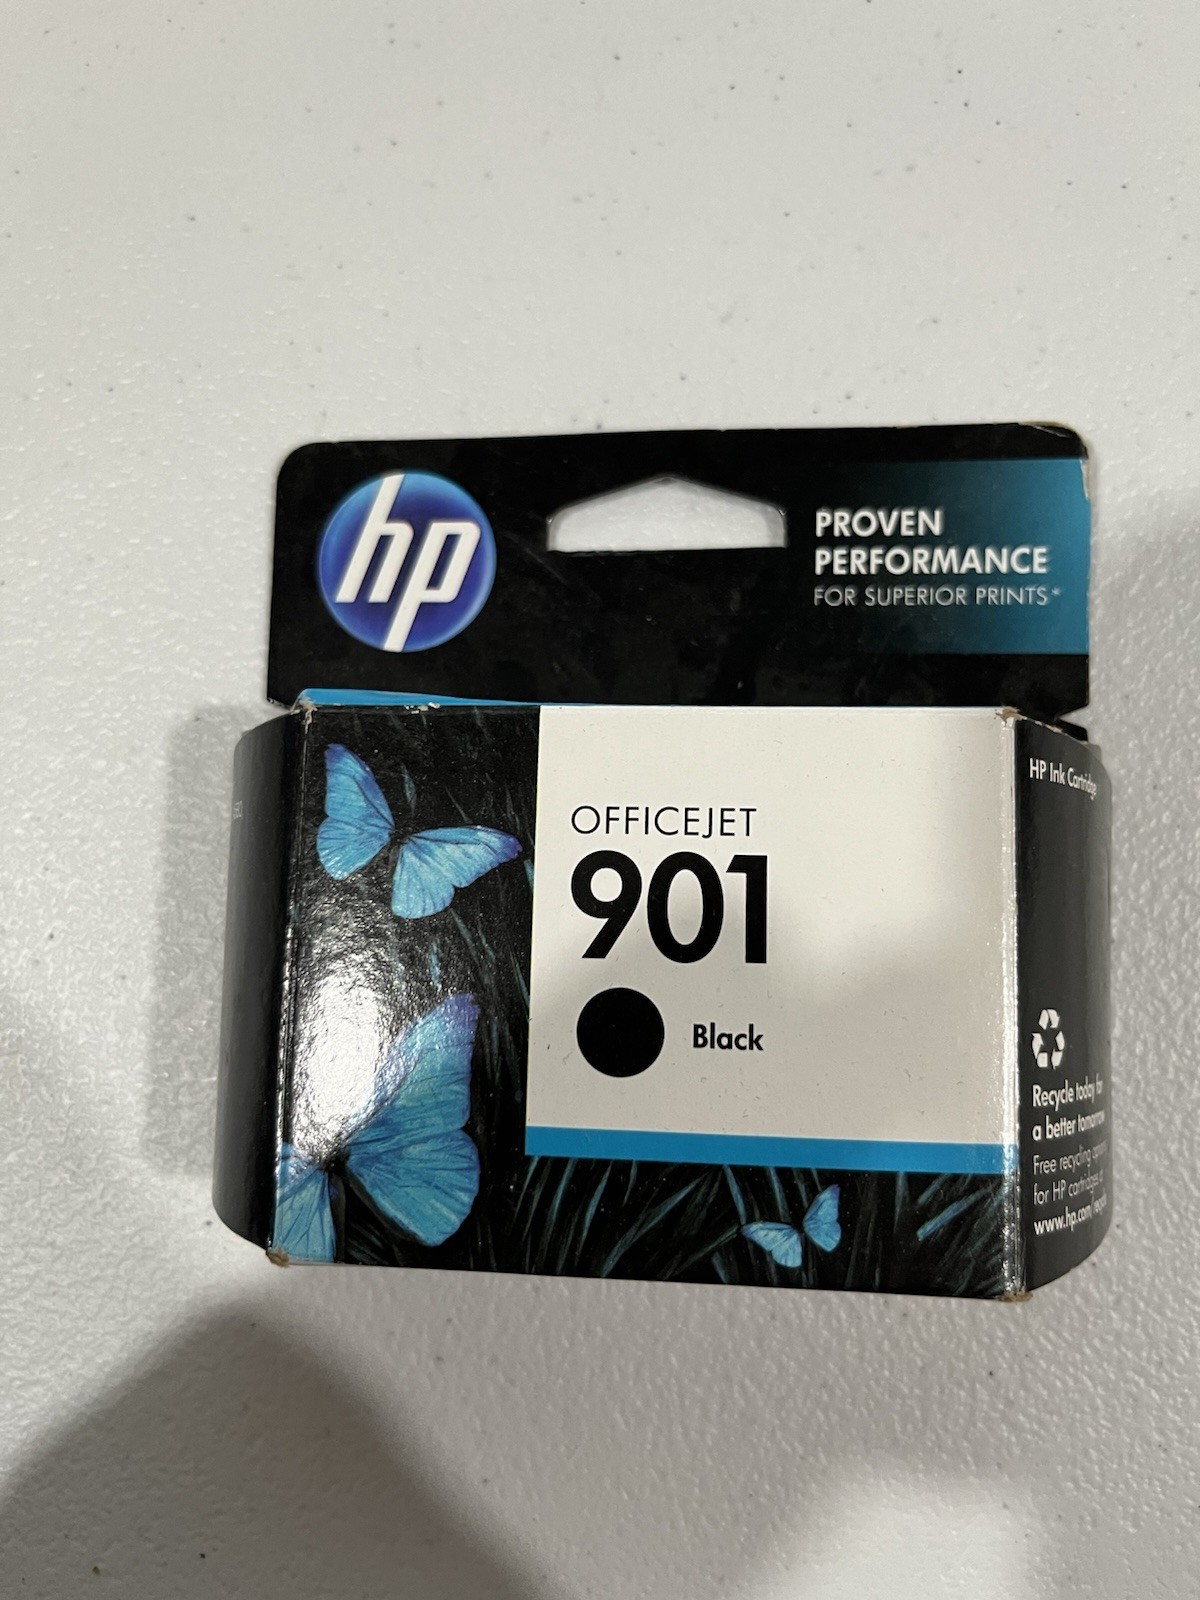 hp
PROVEN
PERFORMANCE
FOR SUPERIOR PRINTS*
HP Ink Cartridge
OFFICEJET
901
Black
Recycle today for
a better tomorrow
Free recycling
for HP cartridges
www.hp.com/